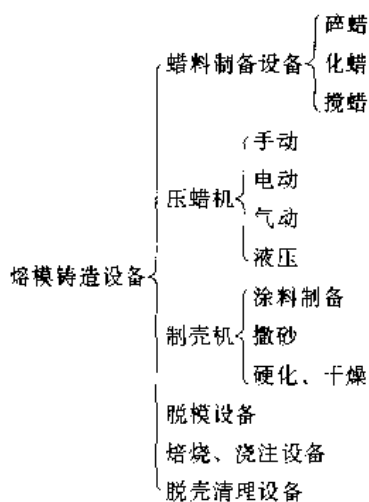 碎蜡
蜡料制备设备
化蜡
搅蜡
手动
电动
压蜡机
气动
液压
熔模铸造设备
涂料制备
制壳机
撒砂
硬化、干燥
脱模设备
焙烧、浇注设备
脱壳清理设备